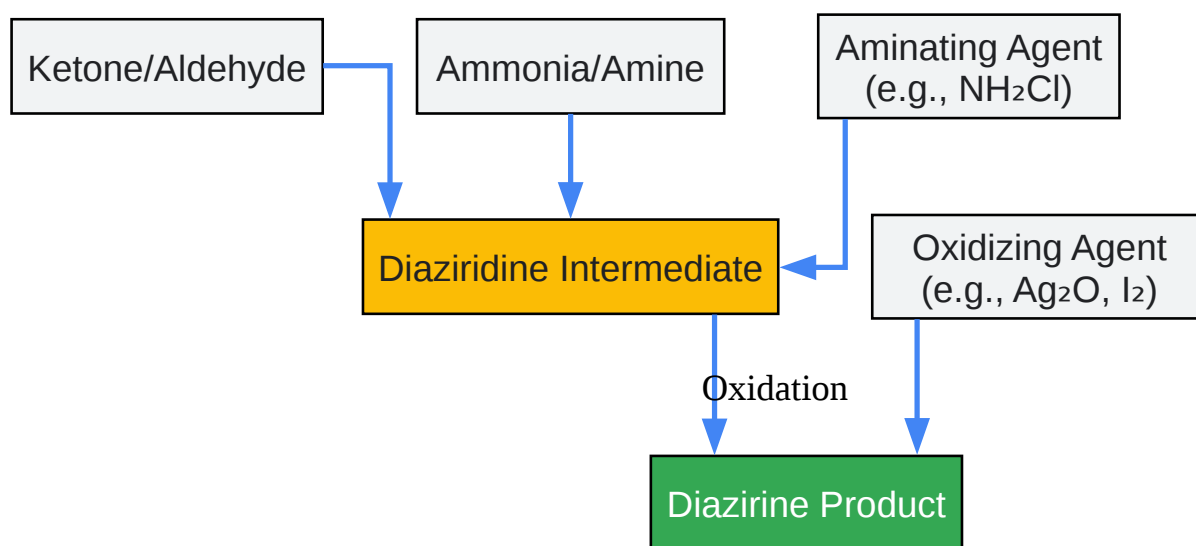 Ketone/Aldehyde
Ammonia/Amine
Aminating Agent
(e.g., NH₂Cl)
Diaziridine Intermediate
Oxidizing Agent
(e.g., Ag₂O, I₂)
Oxidation
Diazirine Product